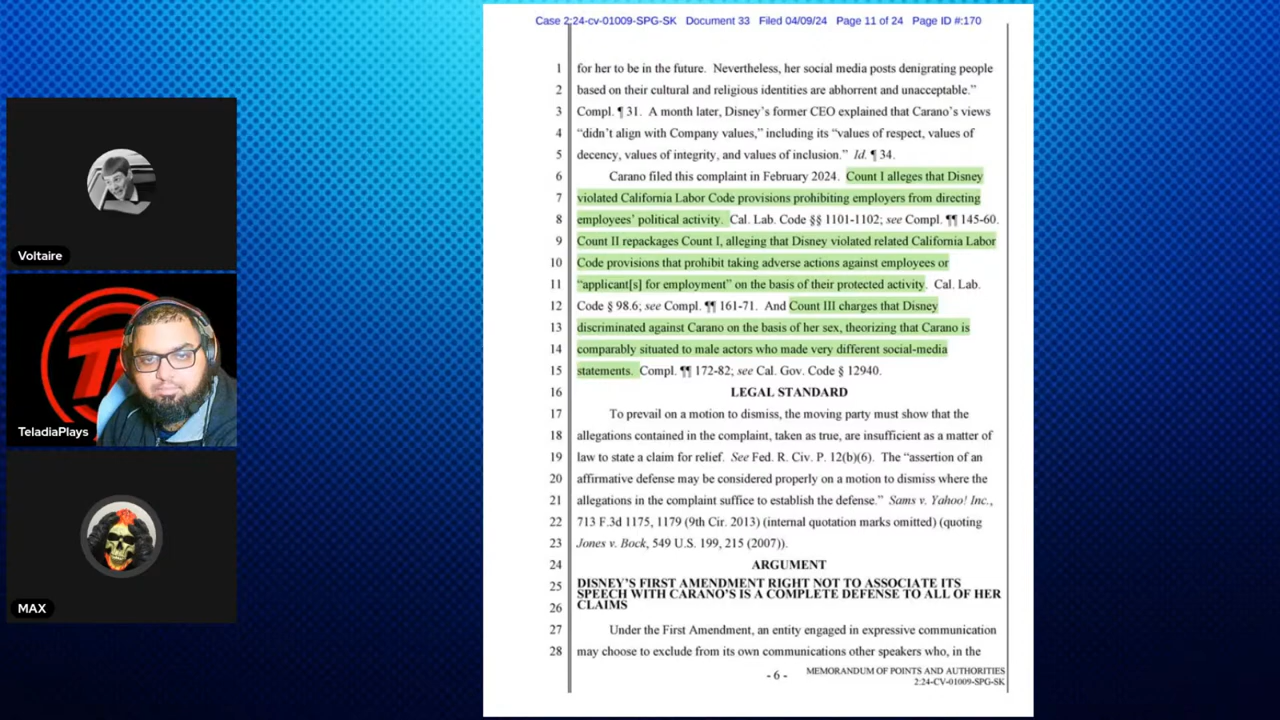 Case 2:24-cv-01009-SPG-SK Document 33 Filed 04/09/24 Page 11 of 24 Page ID #:170
1 for her to be in the future. Nevertheless, her social media posts denigrating people
2 based on their cultural and religious identities are abhorrent and unacceptable.”
3 Compl. ¶ 31. A month later, Disney’s former CEO explained that Carano’s views
4 “didn’t align with Company values,” including its “values of respect, values of
5 decency, values of integrity, and values of inclusion.” Id. ¶ 34.
6 Carano filed this complaint in February 2024. Count I alleges that Disney
7 violated California Labor Code provisions prohibiting employers from directing
8 employees’ political activity. Cal. Lab. Code §§ 1101-1102; see Compl. ¶¶ 145-60.
9 Count II repackages Count I, alleging that Disney violated related California Labor
10 Code provisions that prohibit taking adverse actions against employees or
11 “applicant[s] for employment” on the basis of their protected activity. Cal. Lab.
12 Code § 98.6; see Compl. ¶¶ 161-71. And Count III charges that Disney
13 discriminated against Carano on the basis of her sex, theorizing that Carano is
14 comparably situated to male actors who made very different social-media
15 statements. Compl. ¶¶ 172-82; see Cal. Gov. Code § 12940.
16 LEGAL STANDARD
17 To prevail on a motion to dismiss, the moving party must show that the
18 allegations contained in the complaint, taken as true, are insufficient as a matter of
19 law to state a claim for relief. See Fed. R. Civ. P. 12(b)(6). The “assertion of an
20 affirmative defense may be considered properly on a motion to dismiss where the
21 allegations in the complaint suffice to establish the defense.” Sams v. Yahoo! Inc.,
22 713 F.3d 1175, 1179 (9th Cir. 2013) (internal quotation marks omitted) (quoting
23 Jones v. Bock, 549 U.S. 199, 215 (2007)).
24 ARGUMENT
25 DISNEY’S FIRST AMENDMENT RIGHT NOT TO ASSOCIATE ITS
SPEECH WITH CARANO’S IS A COMPLETE DEFENSE TO ALL OF HER
26 CLAIMS
27 Under the First Amendment, an entity engaged in expressive communication
28 may choose to exclude from its own communications other speakers who, in the
- 6 - MEMORANDUM OF POINTS AND AUTHORITIES
2:24-CV-01009-SPG-SK
Voltaire
TeladiaPlays
MAX